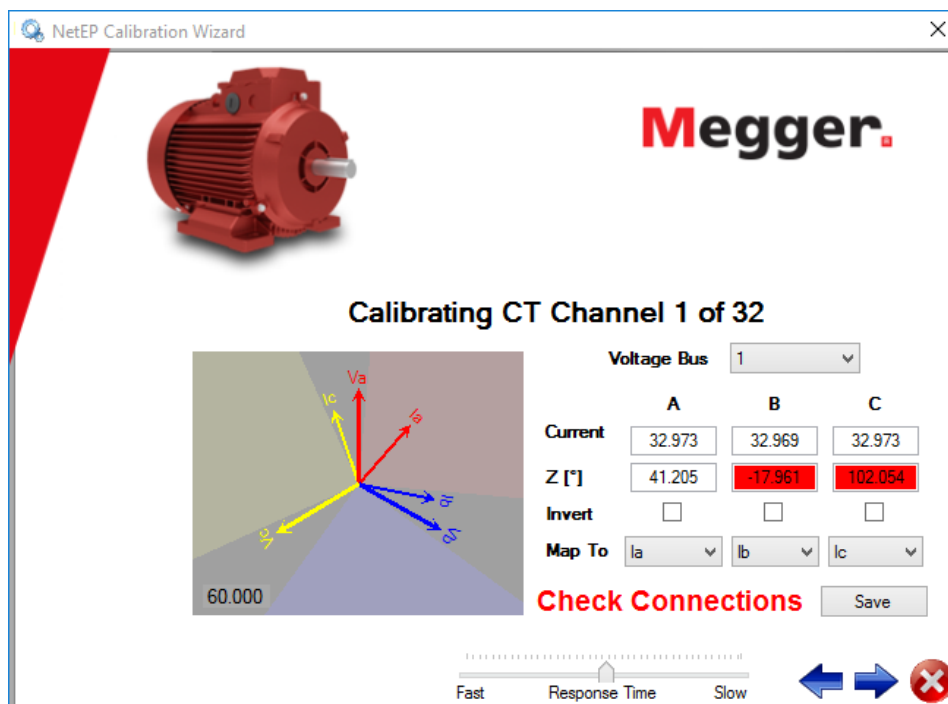 NetEP Calibration Wizard
Megger.
Calibrating CT Channel 1 of 32
Voltage Bus 1
A B C
Current 32.973 32.969 32.973
Z [°] 41.205 -17.961 102.054
Invert
Map To Ia Ib Ic
Va
Ic
Ia
Ib
Vb
Vc
60.000
Check Connections Save
Fast Response Time Slow